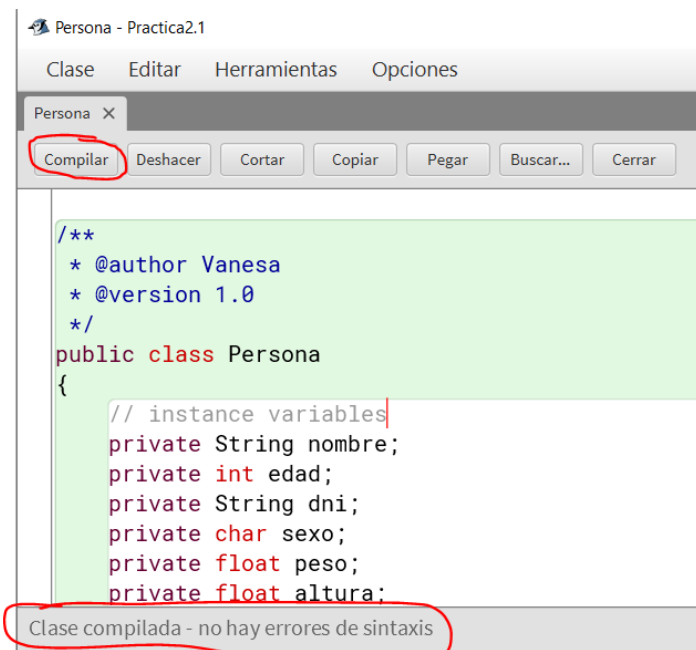 Persona - Practica2.1
Clase Editar Herramientas Opciones
Persona
Compilar Deshacer Cortar Copiar Pegar Buscar... Cerrar
/**
 * @author Vanesa
 * @version 1.0
 */
public class Persona
{
    // instance variables
    private String nombre;
    private int edad;
    private String dni;
    private char sexo;
    private float peso;
    private float altura;
Clase compilada - no hay errores de sintaxis